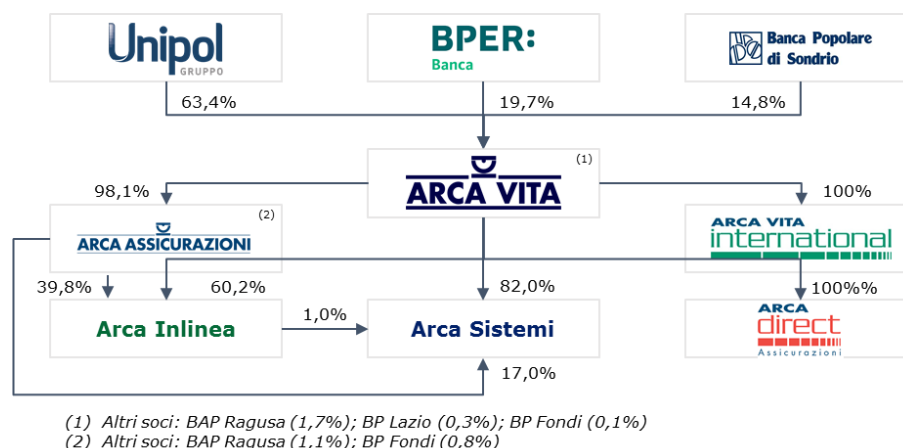 Unipol
GRUPPO
BPER:
Banca
Banca Popolare
di Sondrio
63,4%
19,7%
14,8%
(1)
ARCA VITA
98,1%
100%
(2)
ARCA ASSICURAZIONI
ARCA VITA
international
39,8%
60,2%
82,0%
100%%
Arca Inlinea
1,0%
Arca Sistemi
ARCA
direct
Assicurazioni
17,0%
(1) Altri soci: BAP Ragusa (1,7%); BP Lazio (0,3%); BP Fondi (0,1%)
(2) Altri soci: BAP Ragusa (1,1%); BP Fondi (0,8%)